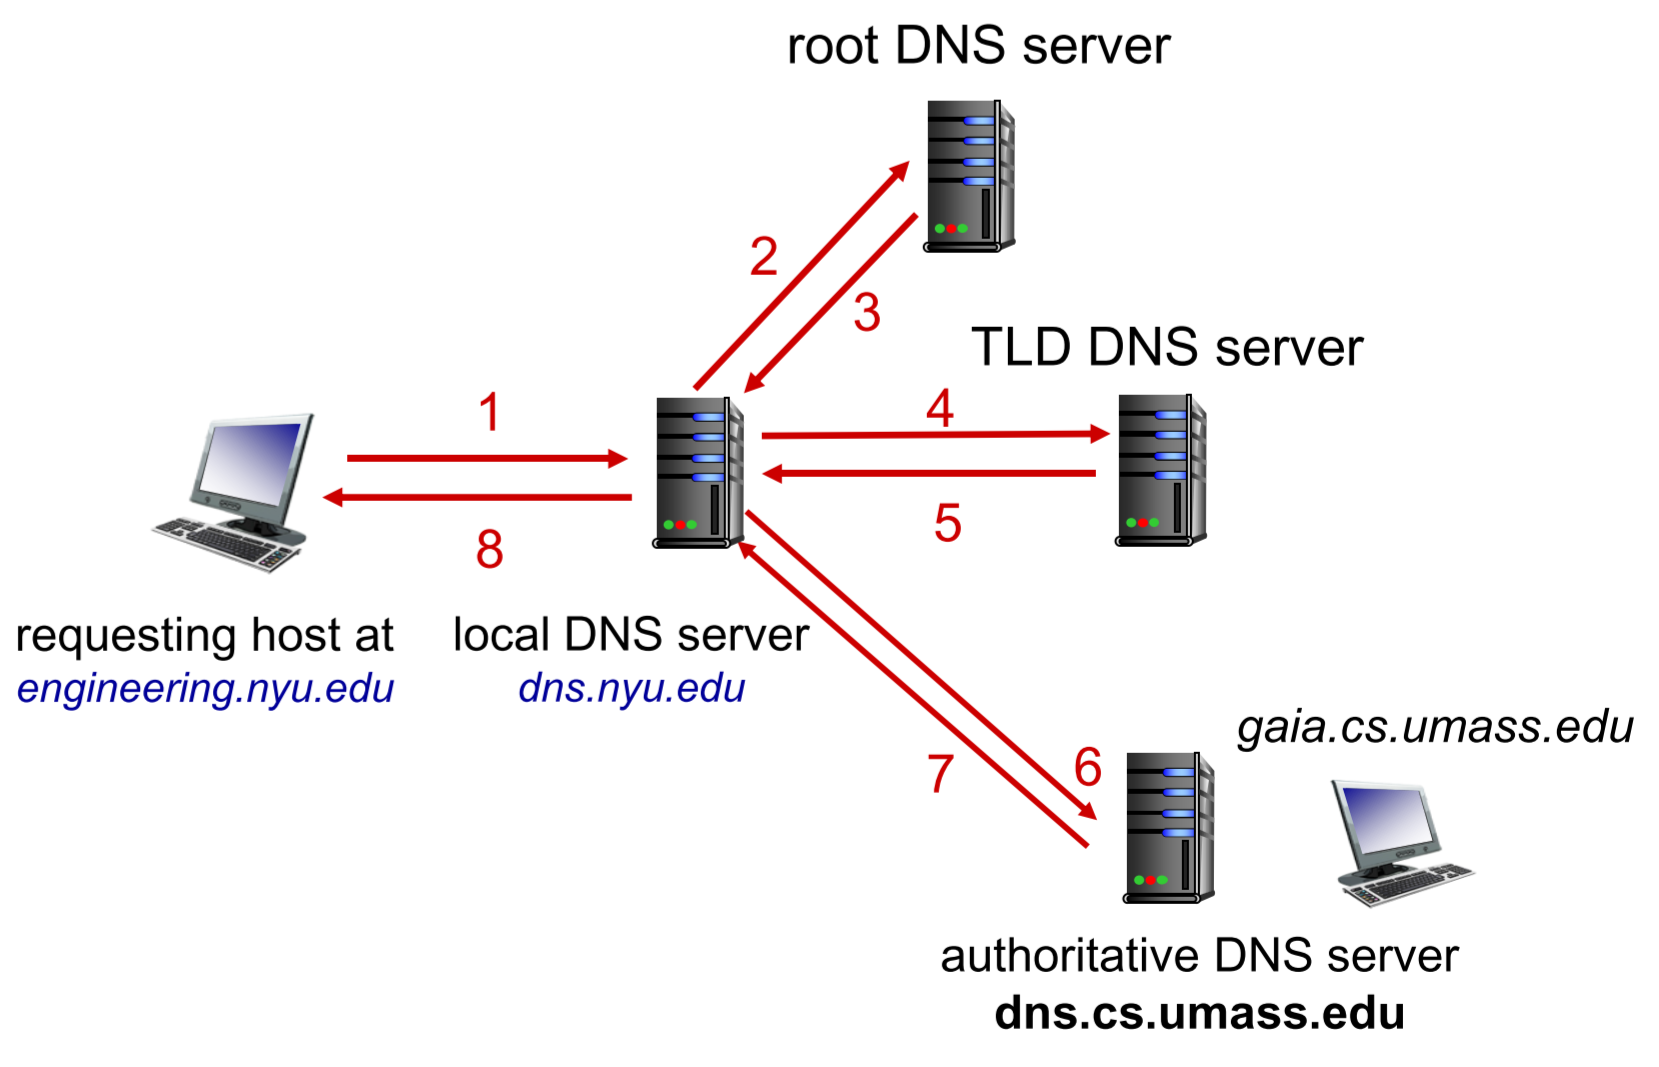 root DNS server
2
3
TLD DNS server
1
4
8
5
requesting host at
engineering.nyu.edu
local DNS server
dns.nyu.edu
gaia.cs.umass.edu
7
6
authoritative DNS server
dns.cs.umass.edu